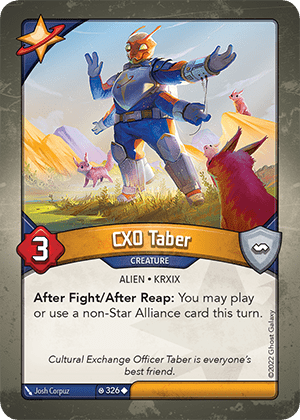 CXO Taber
CREATURE
3
ALIEN • KRXIX
After Fight/After Reap: You may play
or use a non-Star Alliance card this turn.
Cultural Exchange Officer Taber is everyone's
best friend.
Josh Corpuz
326
©2022 Ghost Galaxy